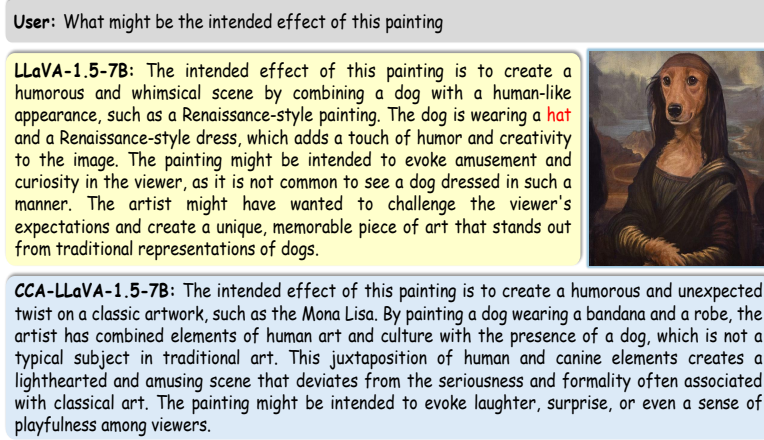 User: What might be the intended effect of this painting
LLaVA-1.5-7B: The intended effect of this painting is to create a
humorous and whimsical scene by combining a dog with a human-like
appearance, such as a Renaissance-style painting. The dog is wearing a hat
and a Renaissance-style dress, which adds a touch of humor and creativity
to the image. The painting might be intended to evoke amusement and
curiosity in the viewer, as it is not common to see a dog dressed in such a
manner. The artist might have wanted to challenge the viewer's
expectations and create a unique, memorable piece of art that stands out
from traditional representations of dogs.
CCA-LLaVA-1.5-7B: The intended effect of this painting is to create a humorous and unexpected
twist on a classic artwork, such as the Mona Lisa. By painting a dog wearing a bandana and a robe, the
artist has combined elements of human art and culture with the presence of a dog, which is not a
typical subject in traditional art. This juxtaposition of human and canine elements creates a
lighthearted and amusing scene that deviates from the seriousness and formality often associated
with classical art. The painting might be intended to evoke laughter, surprise, or even a sense of
playfulness among viewers.